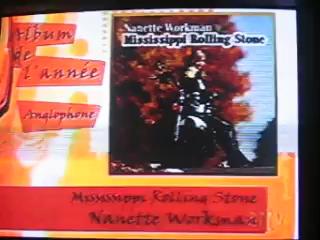 Album
de
l'année
Anglophone
Nanette Workman
Mississippi Rolling Stone
Mississippi Rolling Stone
Nanette Workman